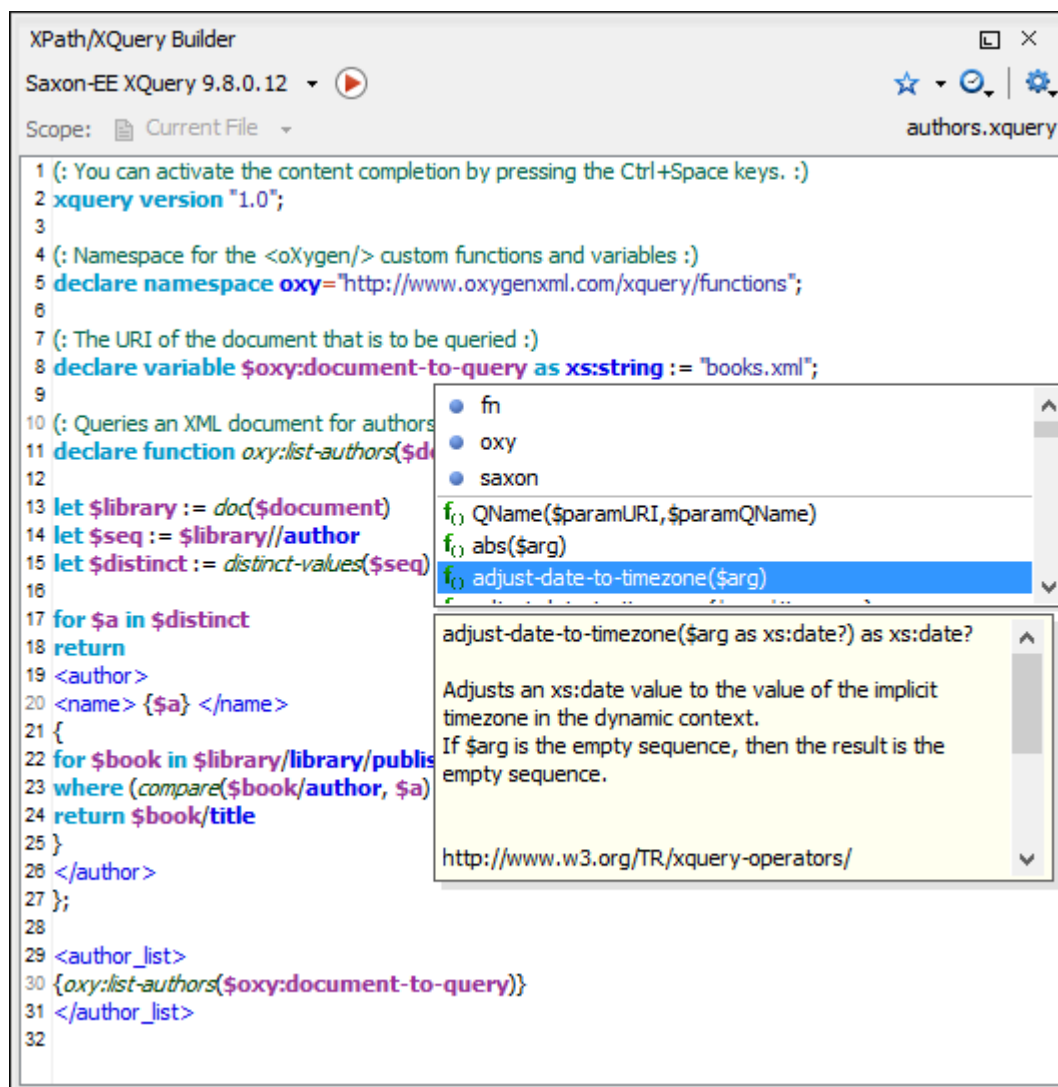 XPath/XQuery Builder
Saxon-EE XQuery 9.8.0.12
Scope: Current File authors.xquery
1 (: You can activate the content completion by pressing the Ctrl+Space keys. :)
2 xquery version "1.0";
3
4 (: Namespace for the <oXygen/> custom functions and variables :)
5 declare namespace oxy="http://www.oxygenxml.com/xquery/functions";
6
7 (: The URI of the document that is to be queried :)
8 declare variable $oxy:document-to-query as xs:string := "books.xml";
9
10 (: Queries an XML document for authors
11 declare function oxy:list-authors(
12
13 let $library := doc($document)
14 let $seq := $library//author
15 let $distinct := distinct-values($seq)
16
17 for $a in $distinct
18 return
19 <author>
20 <name> {$a} </name>
21 {
22 for $book in $library/library/publis
23 where (compare($book/author, $a)
24 return $book/title
25 }
26 </author>
27 };
28
29 <author_list>
30 {oxy:list-authors($oxy:document-to-query)}
31 </author_list>
32
fn
oxy
saxon
f() QName($paramURI,$paramQName)
f() abs($arg)
f() adjust-date-to-timezone($arg)
adjust-date-to-timezone($arg as xs:date?) as xs:date?
Adjusts an xs:date value to the value of the implicit
timezone in the dynamic context.
If $arg is the empty sequence, then the result is the
empty sequence.
http://www.w3.org/TR/xquery-operators/